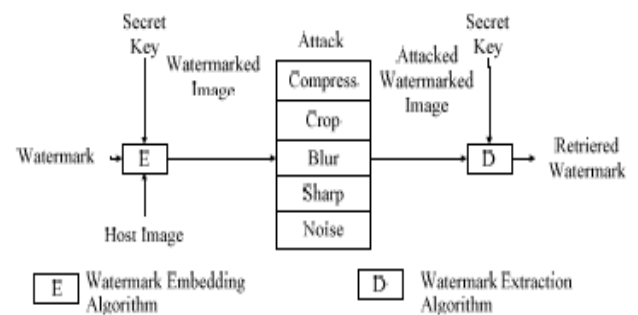 Secret
Key
Watermarked
Image
Attack
Attacked
Watermarked
Image
Secret
Key
Compress
Crop
Blur
Sharp
Noise
Watermark
E
D
Retriered
Watermark
Host Image
E
Watermark Embedding
Algorithm
D
Watermark Extraction
Algorithm